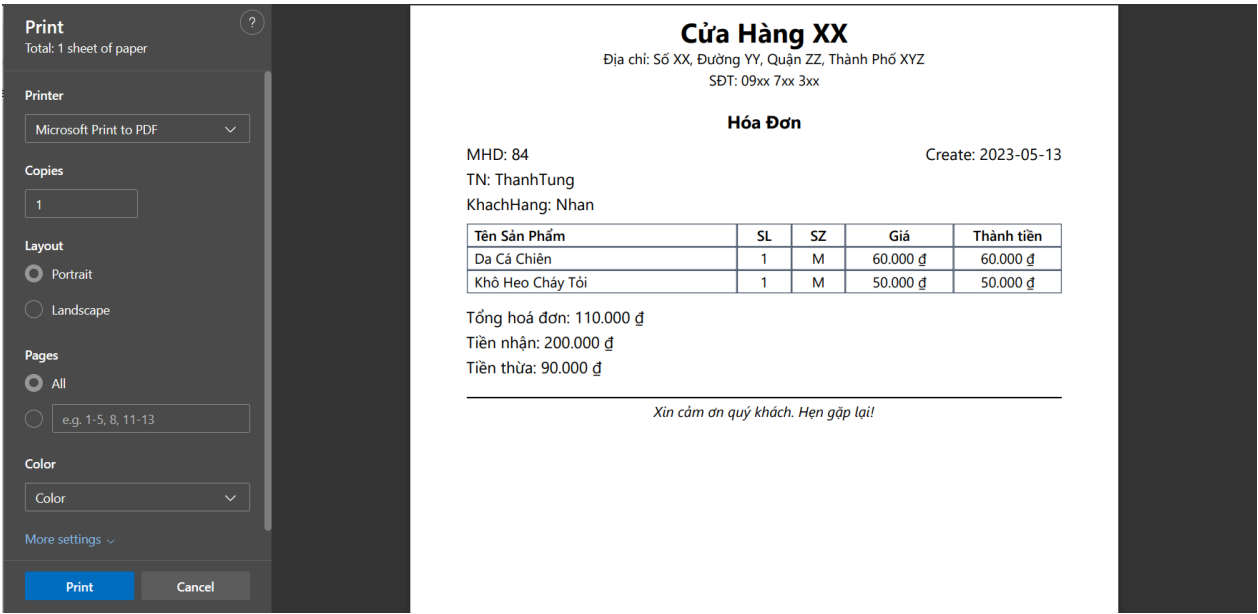 Print
Total: 1 sheet of paper
?
Printer
Microsoft Print to PDF
Copies
1
Layout
Portrait
Landscape
Pages
All
e.g. 1-5, 8, 11-13
Color
Color
More settings
Print Cancel
Cửa Hàng XX
Địa chỉ: Số XX, Đường YY, Quận ZZ, Thành Phố XYZ
SĐT: 09xx 7xx 3xx
Hóa Đơn
MHD: 84 Create: 2023-05-13
TN: ThanhTung
KhachHang: Nhan
Tên Sản Phẩm SL SZ Giá Thành tiền
Da Cá Chiên 1 M 60.000 ₫ 60.000 ₫
Khô Heo Cháy Tỏi 1 M 50.000 ₫ 50.000 ₫
Tổng hoá đơn: 110.000 ₫
Tiền nhận: 200.000 ₫
Tiền thừa: 90.000 ₫
Xin cảm ơn quý khách. Hẹn gặp lại!